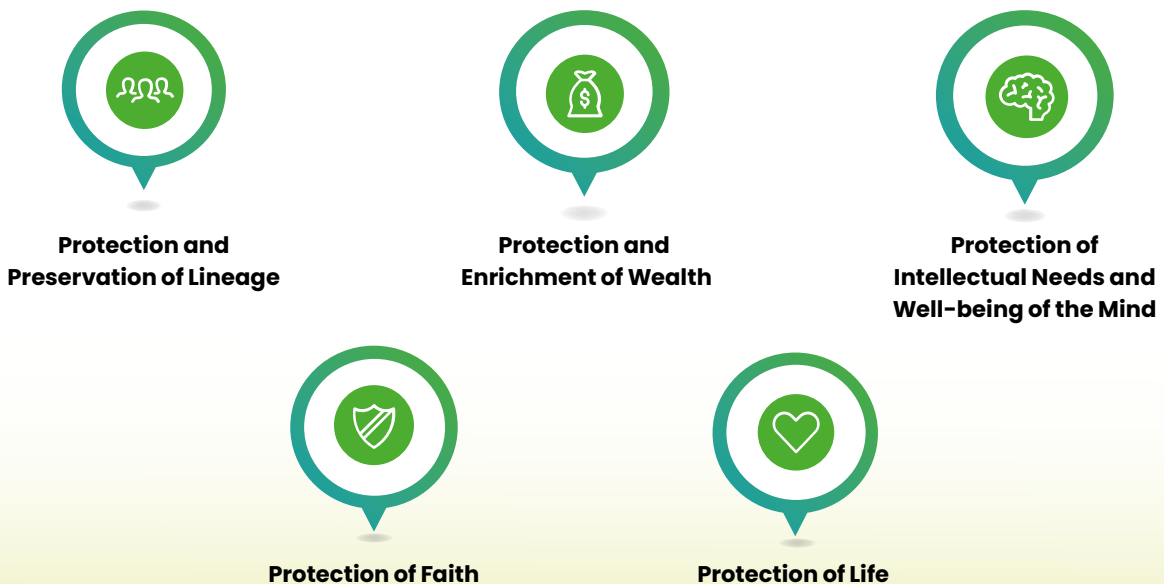 $
Protection and
Preservation of Lineage
Protection and
Enrichment of Wealth
Protection of
Intellectual Needs and
Well-being of the Mind
Protection of Faith
Protection of Life